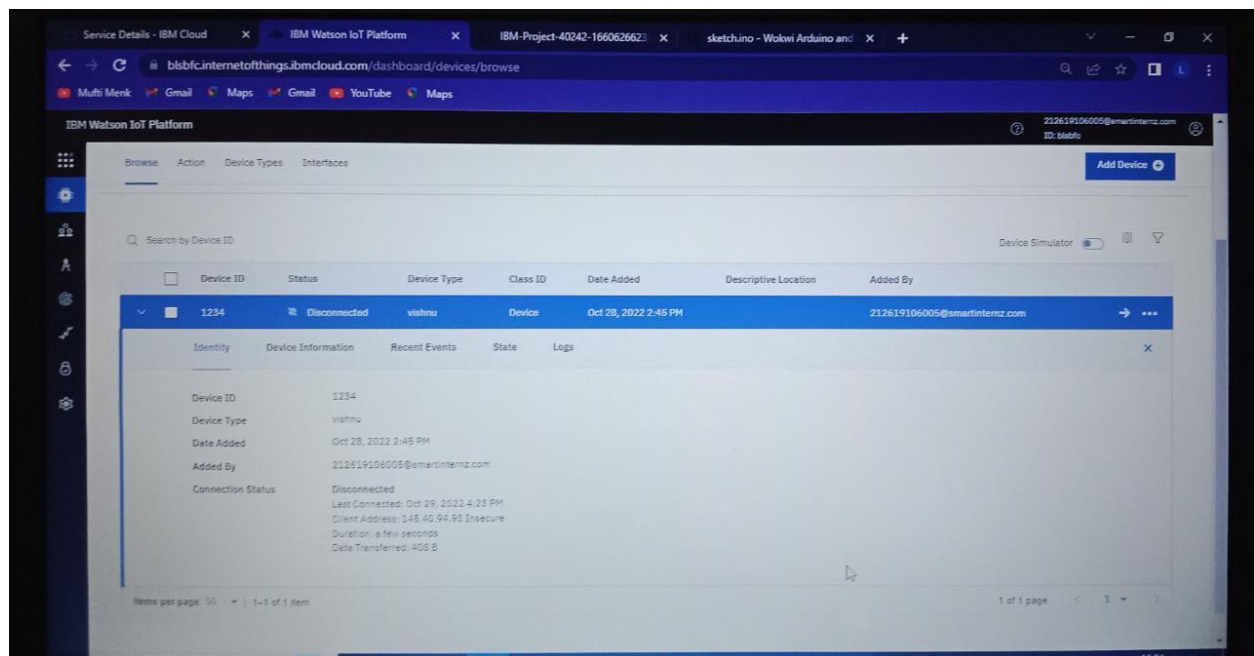 Service Details - IBM Cloud IBM Watson IoT Platform IBM-Project-40242-1660626623 sketch.ino - Wokwi Arduino and
blsbfc.internetofthings.ibmcloud.com/dashboard/devices/browse
Mufti Menk Gmail Maps Gmail YouTube Maps
IBM Watson IoT Platform 212619106005@smartinternz.com
ID: blsbfc
Browse Action Device Types Interfaces Add Device
Search by Device ID Device Simulator
Device ID Status Device Type Class ID Date Added Descriptive Location Added By
1234 Disconnected vishnu Device Oct 28, 2022 2:45 PM 212619106005@smartinternz.com
Identity Device Information Recent Events State Logs
Device ID 1234
Device Type vishnu
Date Added Oct 28, 2022 2:45 PM
Added By 212619106005@smartinternz.com
Connection Status Disconnected
Last Connected: Oct 29, 2022 4:23 PM
Client Address: Insecure
Duration: a few seconds
Data Transferred: 408 B
Items per page 50 | 1–1 of 1 item 1 of 1 page 1